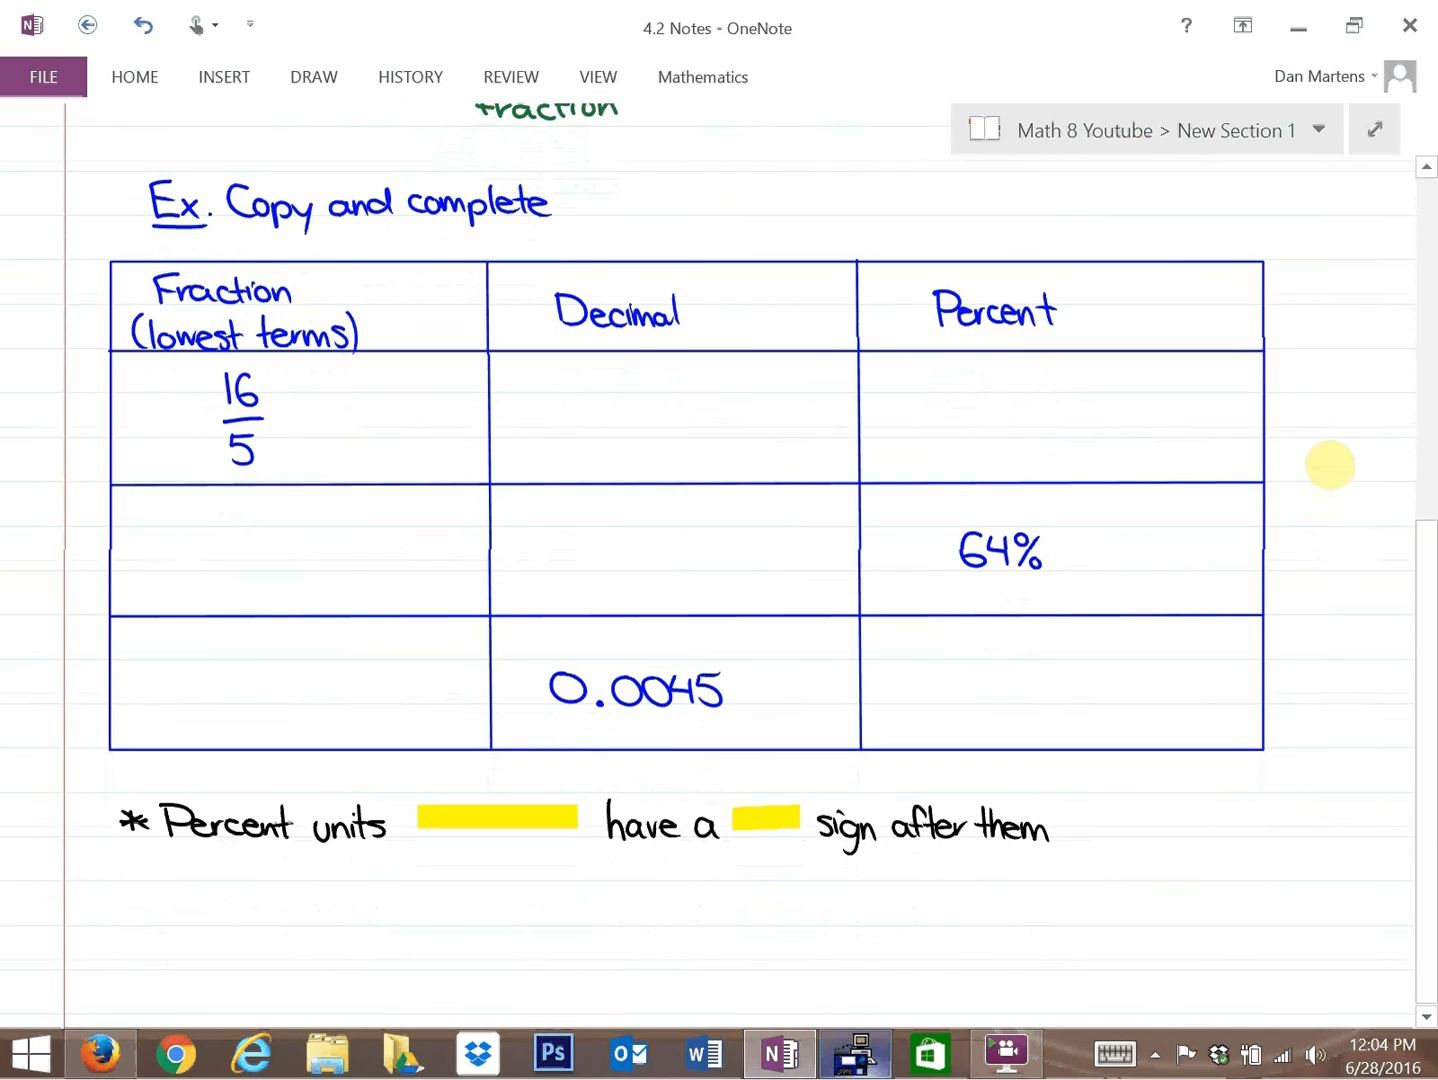 4.2 Notes - OneNote
?
FILE HOME INSERT DRAW HISTORY REVIEW VIEW Mathematics
Dan Martens
fraction
Math 8 Youtube > New Section 1
Ex. Copy and complete
Fraction
(lowest terms)
Decimal
Percent
16
5
64%
0.0045
* Percent units have a sign after them
Ps
12:04 PM
6/28/2016